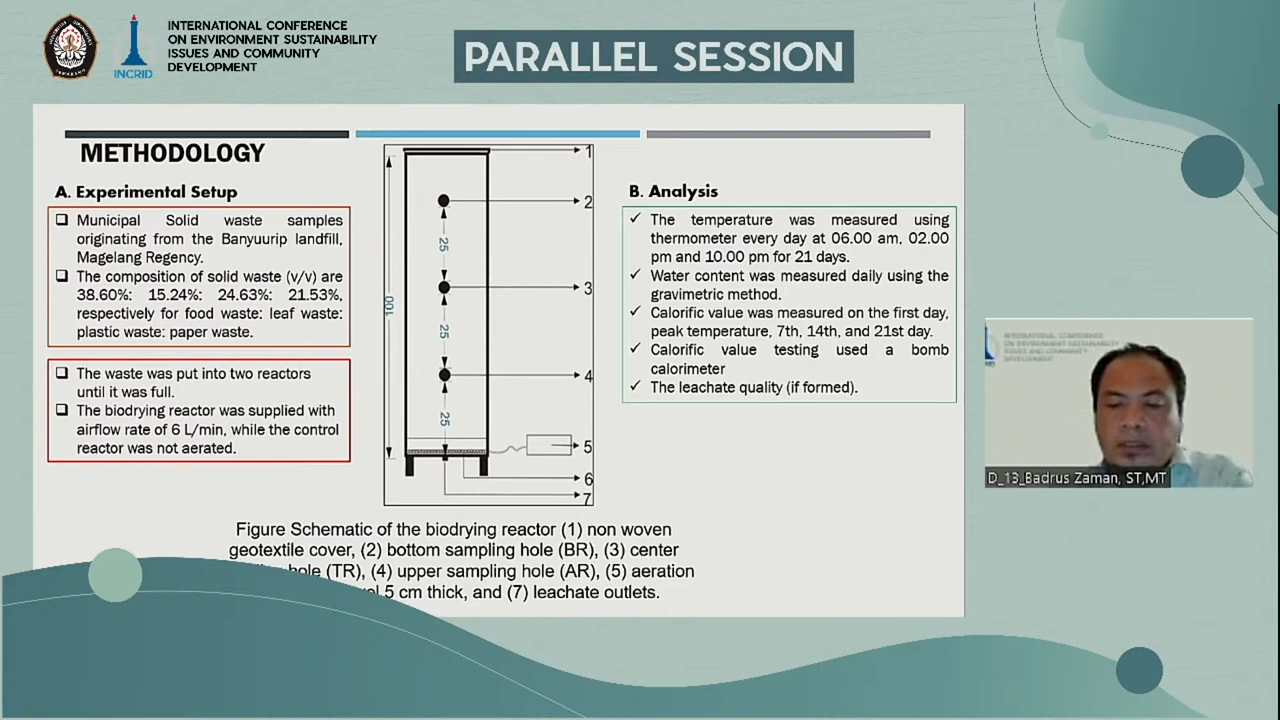 INTERNATIONAL CONFERENCE
ON ENVIRONMENT SUSTAINABILITY
ISSUES AND COMMUNITY
DEVELOPMENT
INCRID
PARALLEL SESSION
METHODOLOGY
A. Experimental Setup
Municipal Solid waste samples
originating from the Banyuurip landfill,
Magelang Regency.
The composition of solid waste (v/v) are
38.60%: 15.24%: 24.63%: 21.53%,
respectively for food waste: leaf waste:
plastic waste: paper waste.
The waste was put into two reactors
until it was full.
The biodrying reactor was supplied with
airflow rate of 6 L/min, while the control
reactor was not aerated.
1
2
25
3
100
25
4
25
5
6
7
Figure Schematic of the biodrying reactor (1) non woven
geotextile cover, (2) bottom sampling hole (BR), (3) center
hole (TR), (4) upper sampling hole (AR), (5) aeration
5 cm thick, and (7) leachate outlets.
B. Analysis
The temperature was measured using
thermometer every day at 06.00 am, 02.00
pm and 10.00 pm for 21 days.
Water content was measured daily using the
gravimetric method.
Calorific value was measured on the first day,
peak temperature, 7th, 14th, and 21st day.
Calorific value testing used a bomb
calorimeter
The leachate quality (if formed).
INTERNATIONAL CONFERENCE
ON ENVIRONMENT SUSTAINABILITY
ISSUES AND COMMUNITY
DEVELOPMENT
D_13_Badrus Zaman, ST,MT